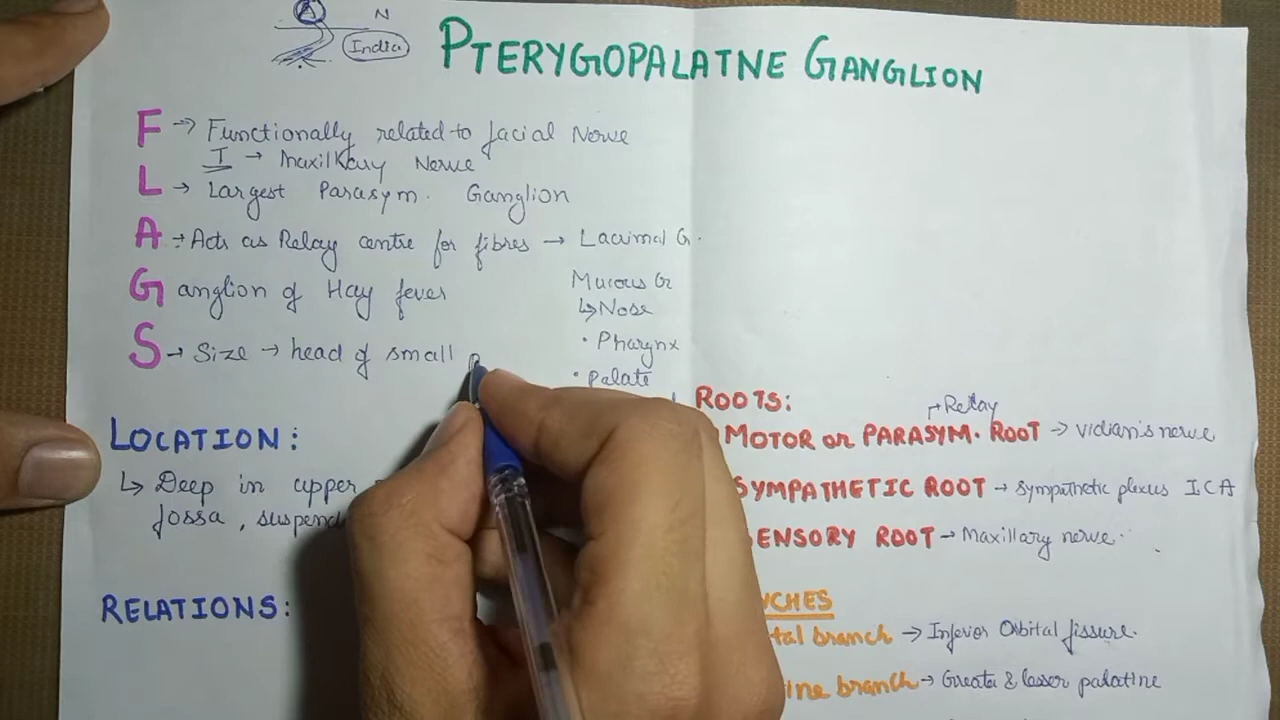 A
N
India
PTERYGOPALATNE GANGLION
F → Functionally related to facial Nerve
I → Maxillary Nerve
L → Largest Parasym. Ganglion
A → Acts as Relay centre for fibres → Lacrimal G.
Mucous Gr
G anglion of Hay fever
↳ Nose
• Pharynx
S → Size → head of small
• Palate
LOCATION:
↳ Deep in upper
fossa, suspend
RELATIONS:
ROOTS:
Relay
MOTOR or PARASYM. ROOT → vidian's nerve
SYMPATHETIC ROOT → sympathetic plexus ICA
ENSORY ROOT → Maxillary nerve.
NCHES
tal branch → Inferior Orbital fissure.
ine branch → Greater & lesser palatine